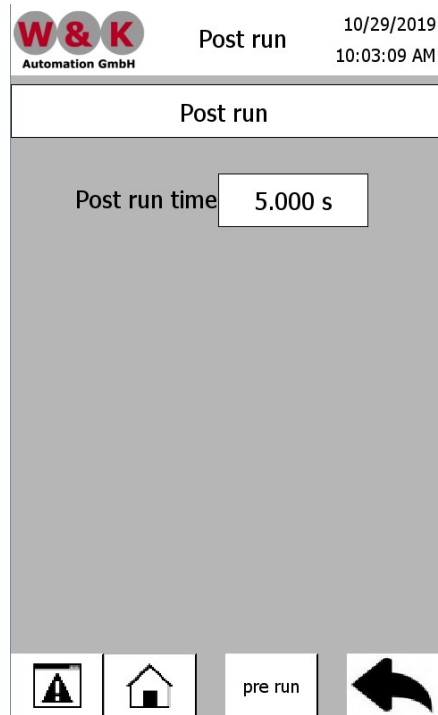 W & K
Automation GmbH
Post run
10/29/2019
10:03:09 AM
Post run
Post run time 5.000 s
pre run